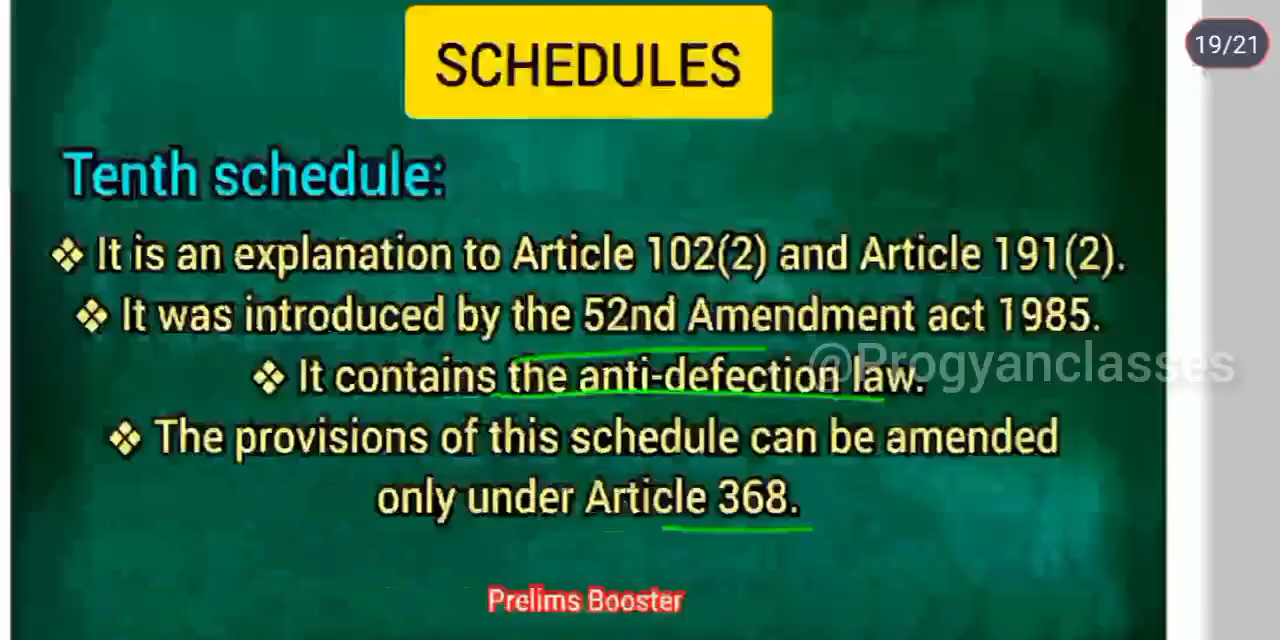 SCHEDULES
19/21
Tenth schedule:
❖ It is an explanation to Article 102(2) and Article 191(2).
❖ It was introduced by the 52nd Amendment act 1985.
❖ It contains the anti-defection law.
@Progyanclasses
❖ The provisions of this schedule can be amended
only under Article 368.
Prelims Booster